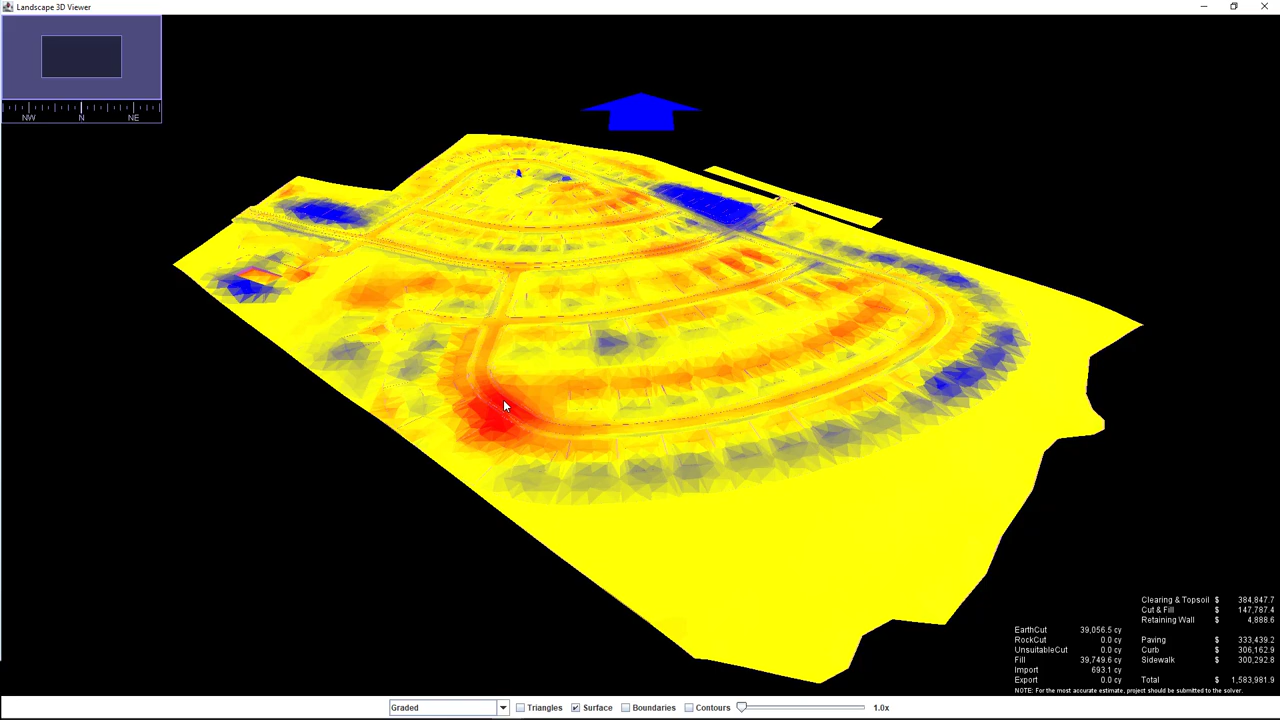 Landscape 3D Viewer
NW N NE
Clearing & Topsoil $ 384,847.7
Cut & Fill $ 147,787.4
Retaining Wall $ 4,888.6
EarthCut 39,056.5 cy
RockCut 0.0 cy Paving $ 333,439.2
UnsuitableCut 0.0 cy Curb $ 306,162.9
Fill 39,749.6 cy Sidewalk $ 300,292.8
Import 693.1 cy
Export 0.0 cy Total $ 1,583,981.9
NOTE: For the most accurate estimate, project should be submitted to the solver.
Graded Triangles Surface Boundaries Contours 1.0x